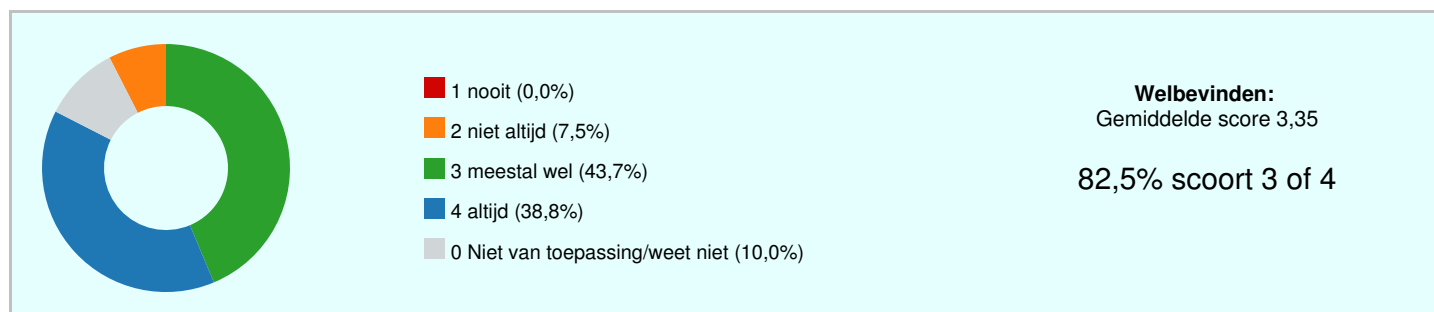 1 nooit (0,0%)
2 niet altijd (7,5%)
3 meestal wel (43,7%)
4 altijd (38,8%)
0 Niet van toepassing/weet niet (10,0%)
Welbevinden:
Gemiddelde score 3,35
82,5% scoort 3 of 4